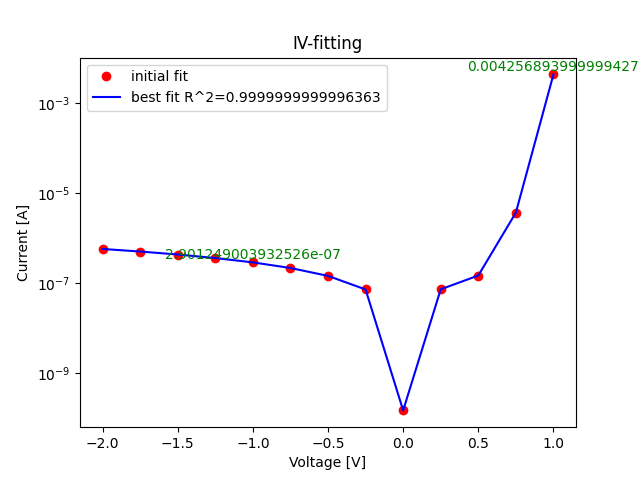 IV-fitting
0.004256893999999427
initial fit
best fit R^2=0.9999999999996363
2.901249003932526e-07
10^-3
10^-5
10^-7
10^-9
Current [A]
−2.0 −1.5 −1.0 −0.5 0.0 0.5 1.0
Voltage [V]